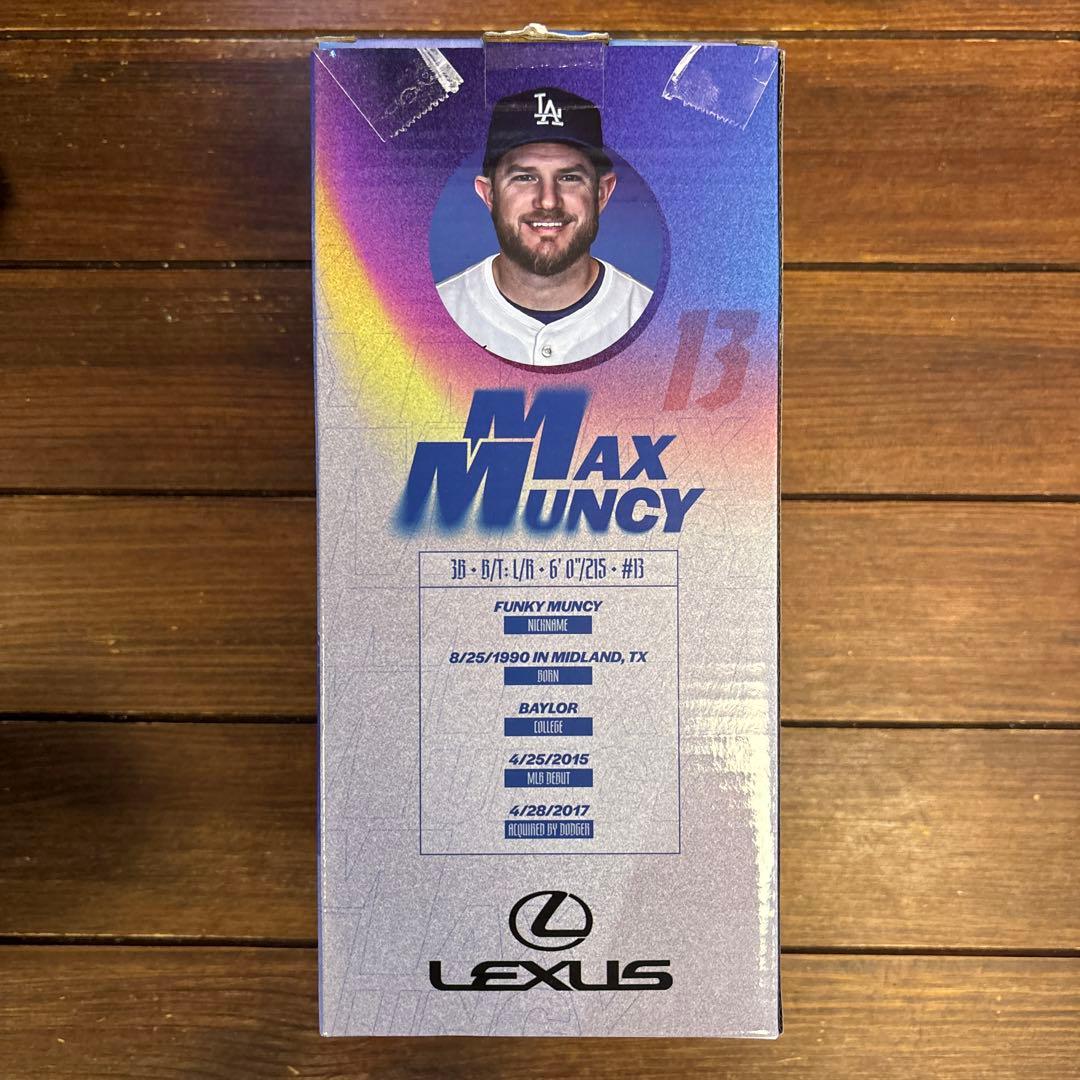 LA
13
MAX
MUNCY
3B • B/T: L/R • 6' 0"/215 • #13
FUNKY MUNCY
NICKNAME
8/25/1990 IN MIDLAND, TX
BORN
BAYLOR
COLLEGE
4/25/2015
MLB DEBUT
4/28/2017
ACQUIRED BY DODGER
LEXUS